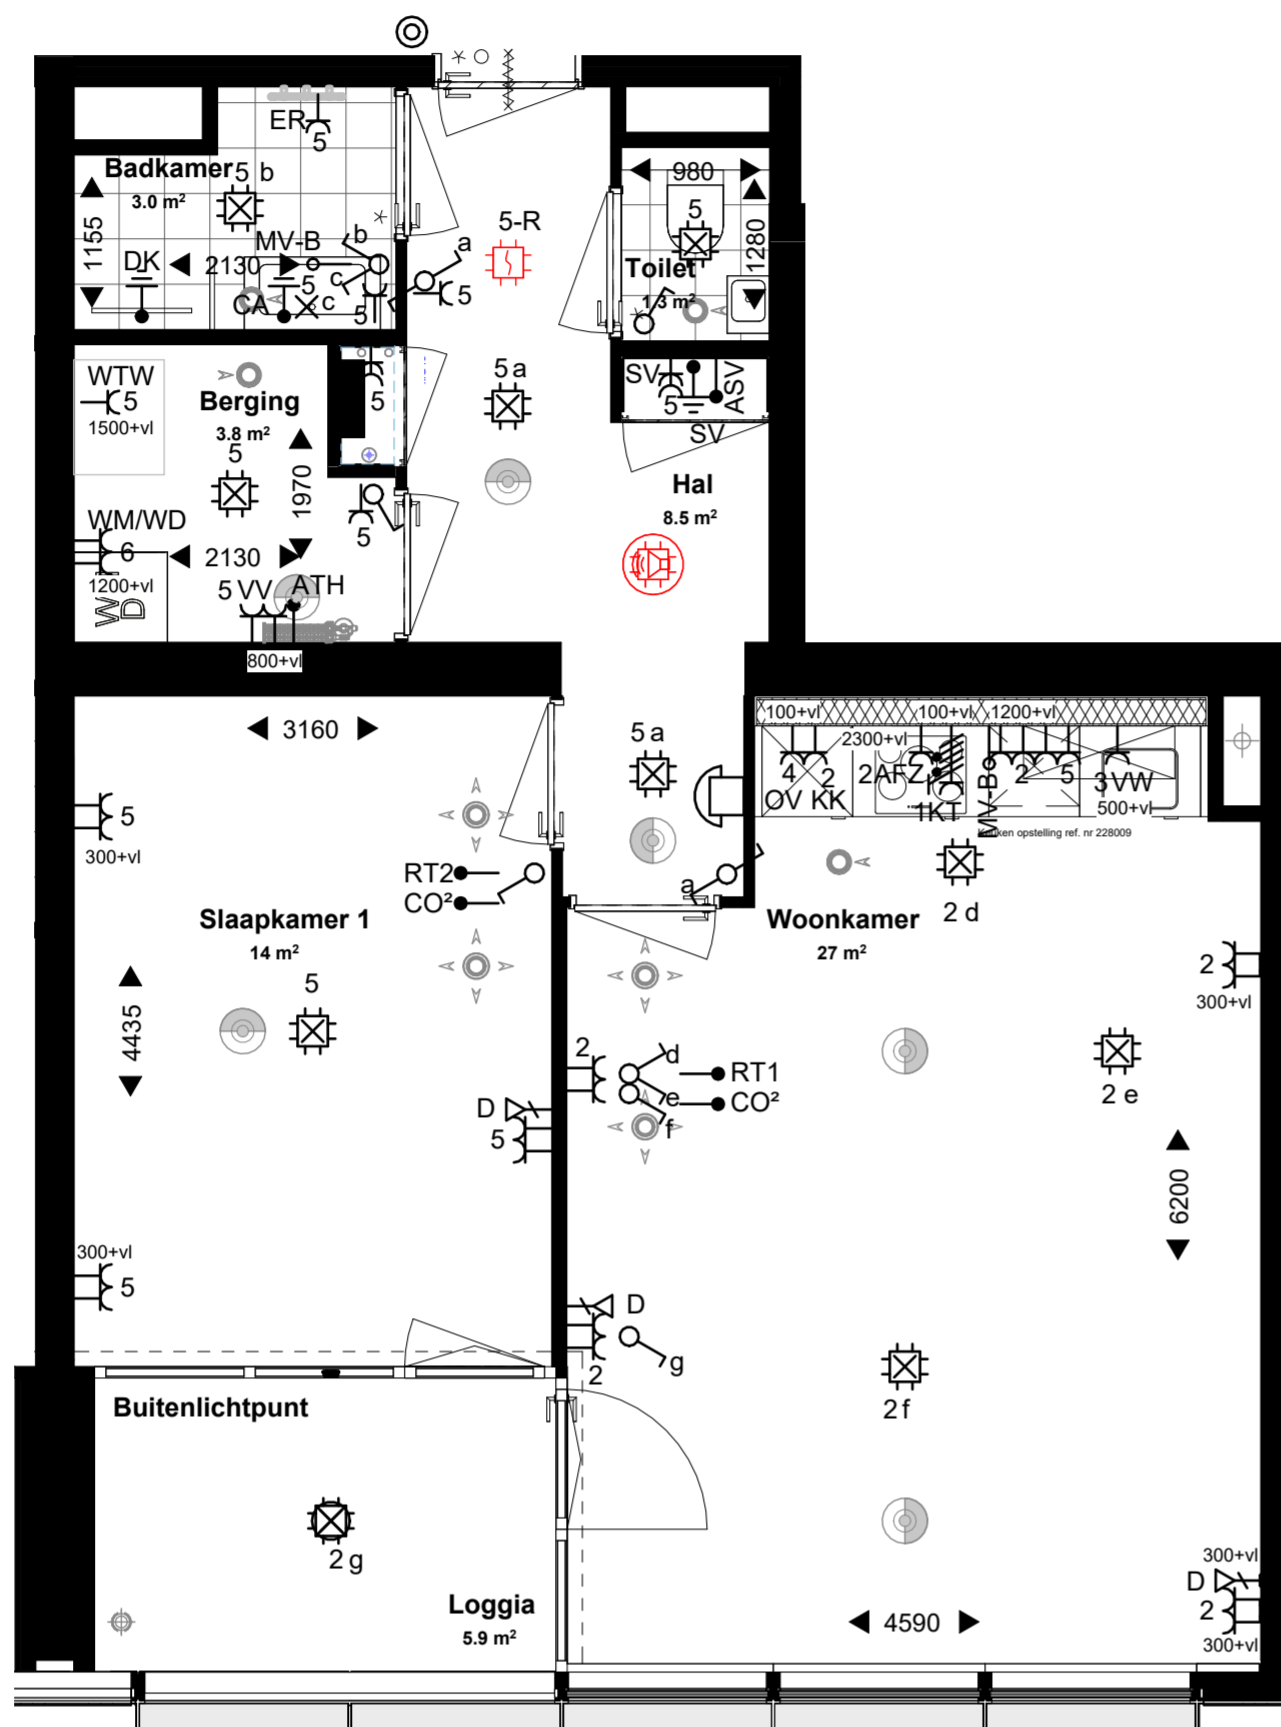 ER
5
Badkamer
3.0 m²
5 b
1155
DK
2130
MV-B
b
c
5
CA
c
5
a
5
5-R
980
5
1280
Toilet
1.3 m²
WTW
5
1500+vl
Berging
3.8 m²
5
1970
5
5 a
SV
5
ASV
SV
Hal
8.5 m²
WM/WD
6
1200+vl
2130
5
5 VV
ATH
W
D
800+vl
3160
5 a
100+vl
100+vl
1200+vl
2300+vl
4
2
2AFZ
2
5
3VW
OV KK
1KT
MV-Bo
500+vl
Keuken opstelling ref. nr 228009
5
300+vl
RT2
CO²
a
2 d
Slaapkamer 1
14 m²
Woonkamer
27 m²
2
300+vl
5
4435
2
d
e
f
RT1
CO²
2 e
D
5
6200
300+vl
5
D
2
g
2 f
Buitenlichtpunt
2 g
Loggia
5.9 m²
4590
300+vl
D
2
300+vl